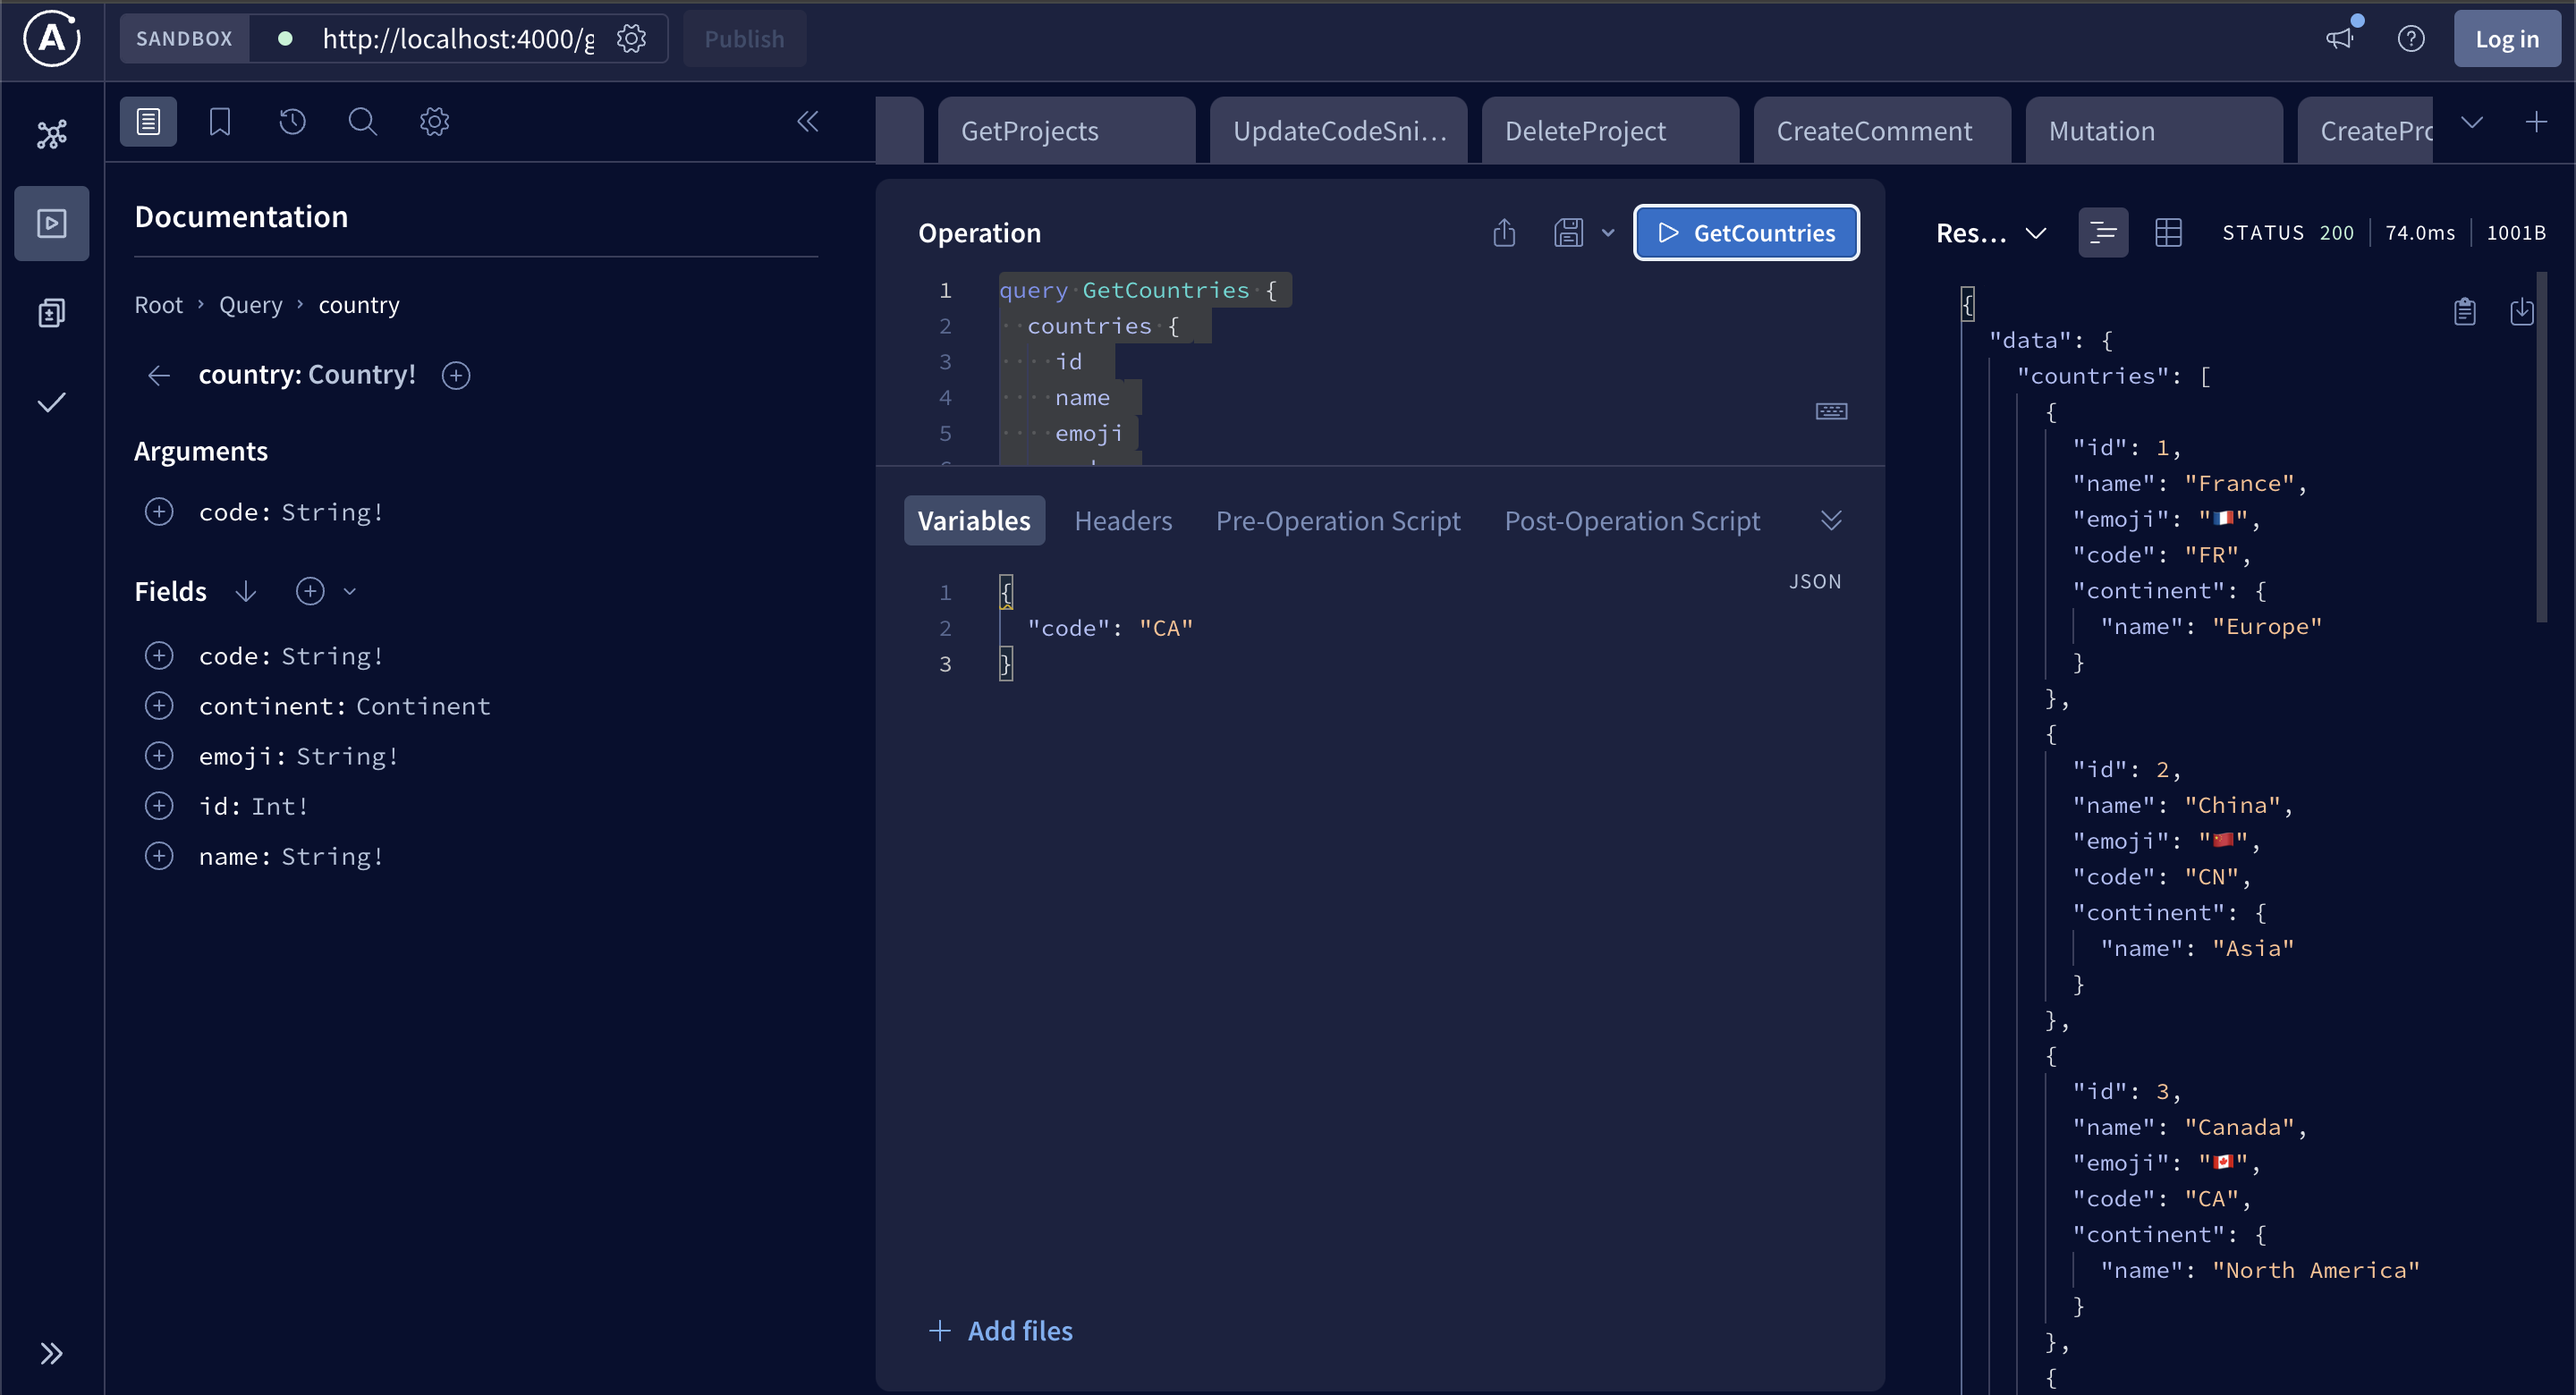 SANDBOX
http://localhost:4000/g
Publish
Log in
GetProjects
UpdateCodeSni...
DeleteProject
CreateComment
Mutation
CreatePro
Documentation
Root › Query › country
country: Country!
Arguments
code: String!
Fields
code: String!
continent: Continent
emoji: String!
id: Int!
name: String!
Operation
GetCountries
1 query GetCountries {
2 countries {
3 id
4 name
5 emoji
Variables
Headers
Pre-Operation Script
Post-Operation Script
JSON
1 {
2 "code": "CA"
3 }
Add files
Res...
STATUS 200
74.0ms
1001B
{
"data": {
"countries": [
{
"id": 1,
"name": "France",
"emoji": "🇫🇷",
"code": "FR",
"continent": {
"name": "Europe"
}
},
{
"id": 2,
"name": "China",
"emoji": "🇨🇳",
"code": "CN",
"continent": {
"name": "Asia"
}
},
{
"id": 3,
"name": "Canada",
"emoji": "🇨🇦",
"code": "CA",
"continent": {
"name": "North America"
}
},
{